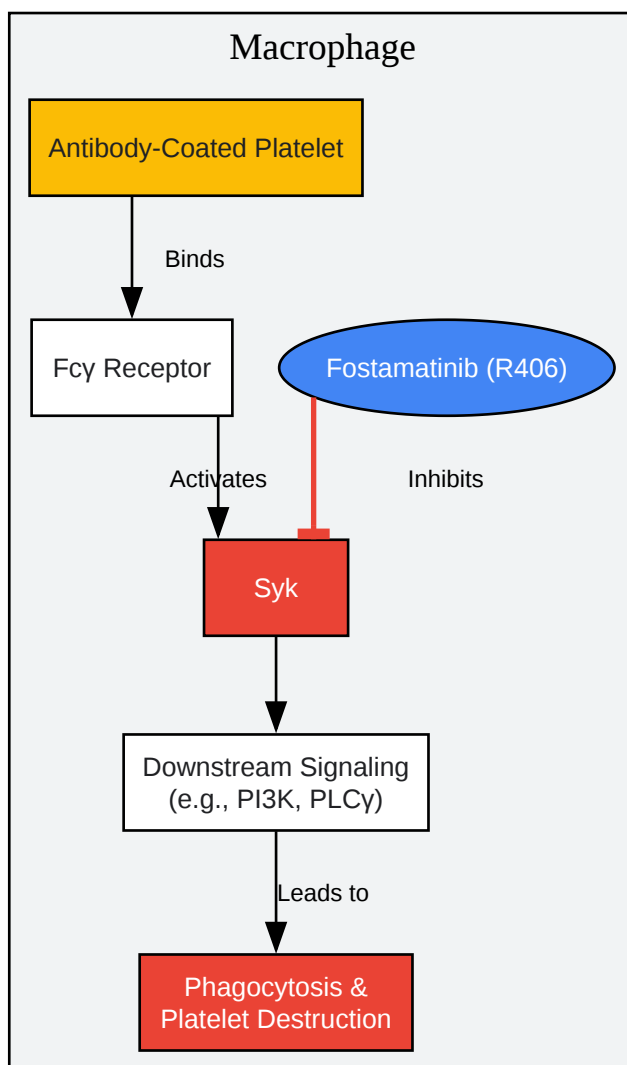 Macrophage
Antibody-Coated Platelet
Binds
Fcγ Receptor
Fostamatinib (R406)
Activates
Inhibits
Syk
Downstream Signaling
(e.g., PI3K, PLCγ)
Leads to
Phagocytosis &
Platelet Destruction